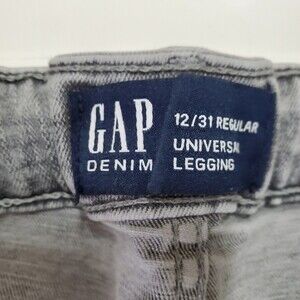 GAP
DENIM
12/31 REGULAR
UNIVERSAL
LEGGING